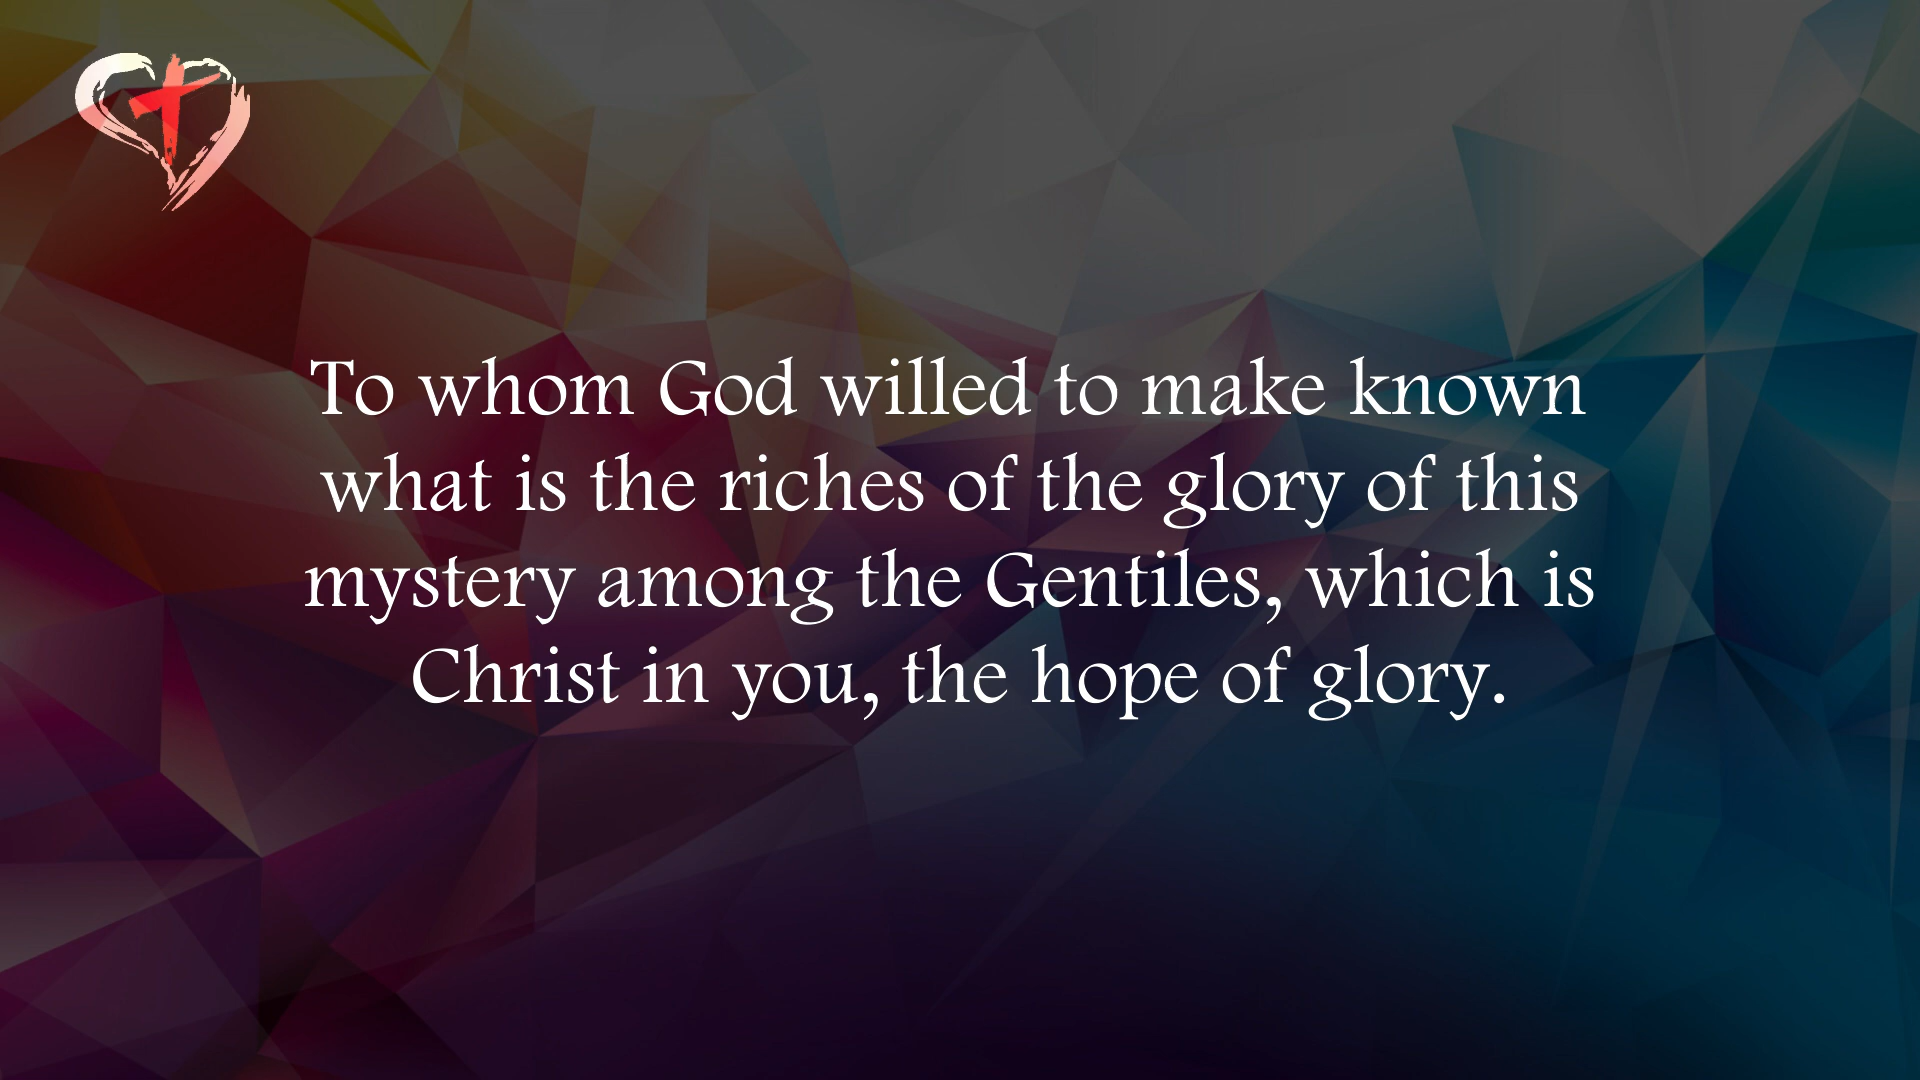 To whom God willed to make known
what is the riches of the glory of this
mystery among the Gentiles, which is
Christ in you, the hope of glory.